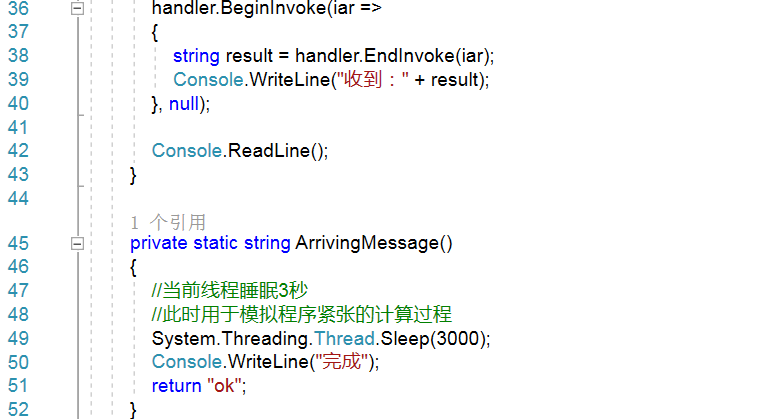 36 handler.BeginInvoke(iar =>
37 {
38 string result = handler.EndInvoke(iar);
39 Console.WriteLine("收到：" + result);
40 }, null);
41
42 Console.ReadLine();
43 }
44
1 个引用
45 private static string ArrivingMessage()
46 {
47 //当前线程睡眠3秒
48 //此时用于模拟程序紧张的计算过程
49 System.Threading.Thread.Sleep(3000);
50 Console.WriteLine("完成");
51 return "ok";
52 }